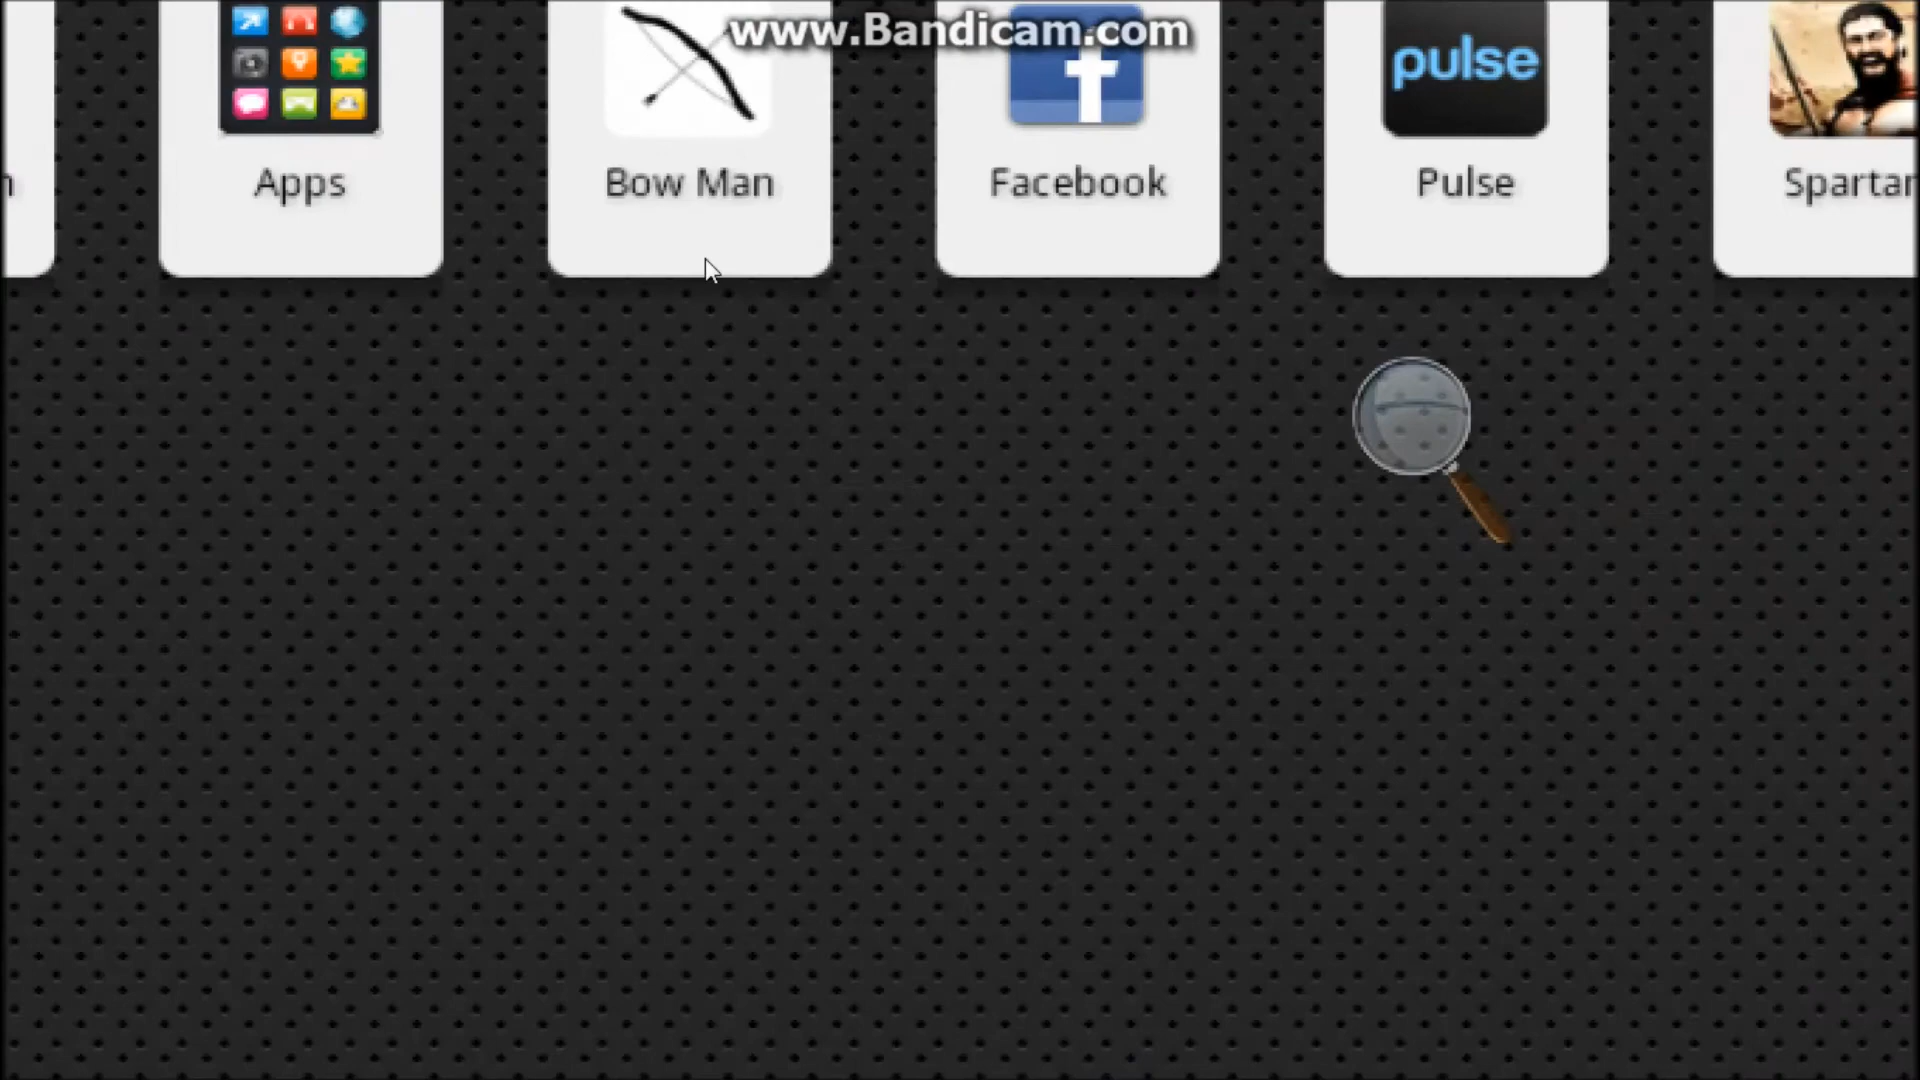 www.Bandicam.com
pulse
Apps
Bow Man
Facebook
Pulse